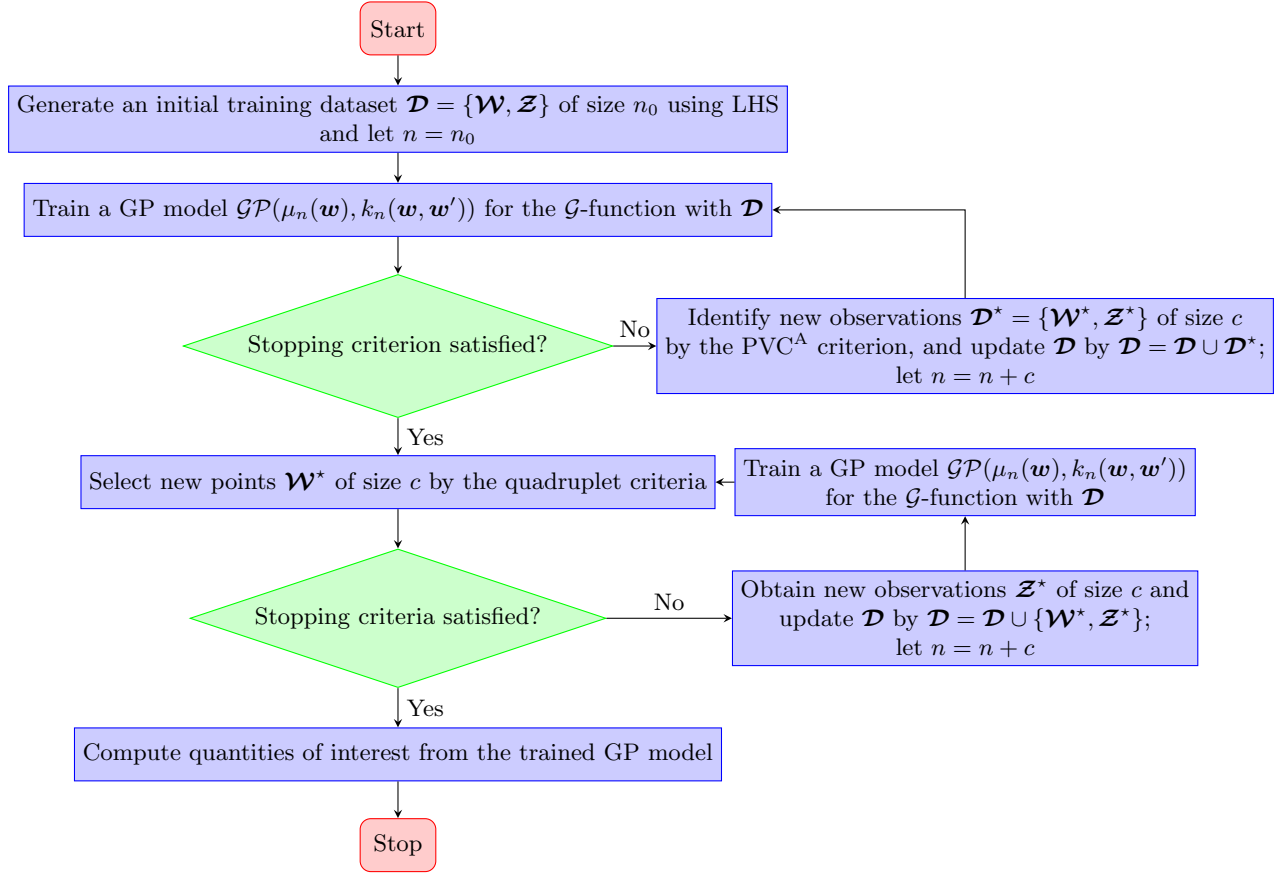 Start
Generate an initial training dataset 𝓓 = {𝓦, 𝓩} of size n₀ using LHS
and let n = n₀
Train a GP model 𝒢𝒫(μₙ(𝒘), kₙ(𝒘, 𝒘′)) for the 𝒢-function with 𝓓
Stopping criterion satisfied?
No
Identify new observations 𝓓⋆ = {𝓦⋆, 𝓩⋆} of size c
by the PVCᴬ criterion, and update 𝓓 by 𝓓 = 𝓓 ∪ 𝓓⋆;
let n = n + c
Yes
Select new points 𝓦⋆ of size c by the quadruplet criteria
Train a GP model 𝒢𝒫(μₙ(𝒘), kₙ(𝒘, 𝒘′))
for the 𝒢-function with 𝓓
Stopping criteria satisfied?
No
Obtain new observations 𝓩⋆ of size c and
update 𝓓 by 𝓓 = 𝓓 ∪ {𝓦⋆, 𝓩⋆};
let n = n + c
Yes
Compute quantities of interest from the trained GP model
Stop